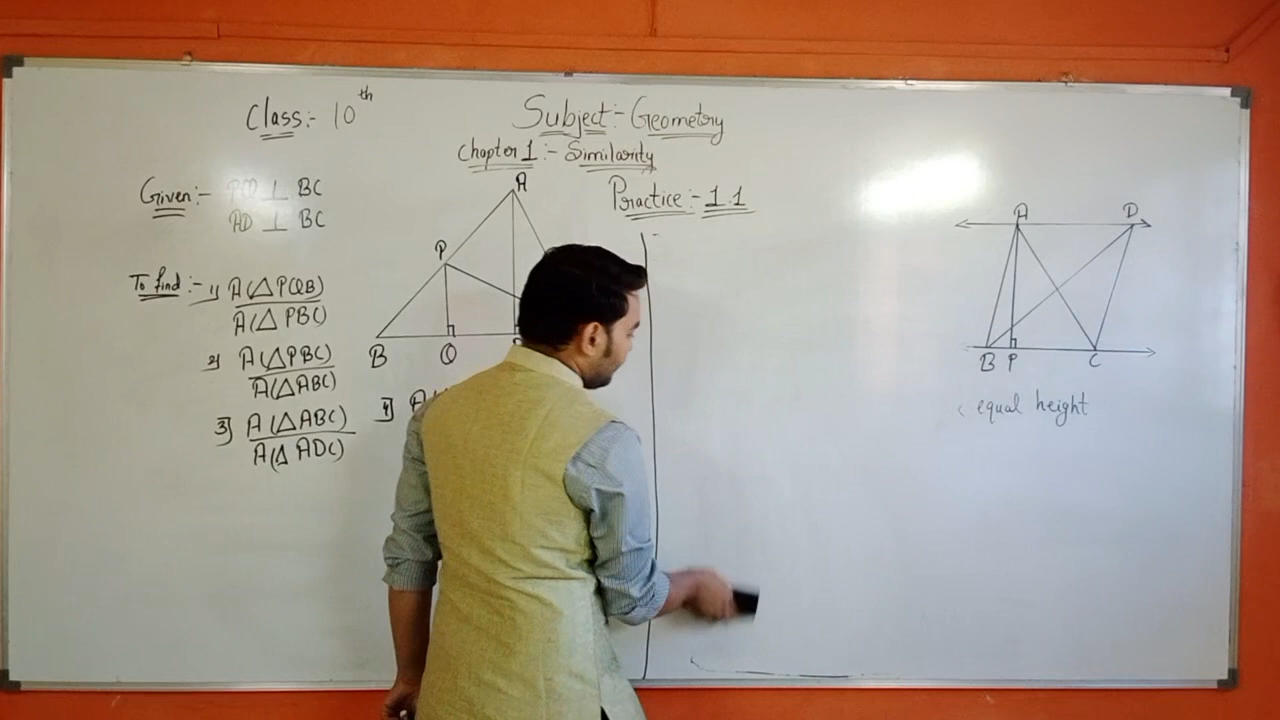 Class:- 10th
Subject:- Geometry
Chapter 1:- Similarity
Practice:- 1.1
Given:- PQ ⊥ BC
AD ⊥ BC
To find:- 1) A(△PQB)
A(△PBC)
2) A(△PBC)
A(△ABC)
3) A(△ABC)
A(△ADC)
4) A
A
P
B
Q
A
D
B
P
C
equal height